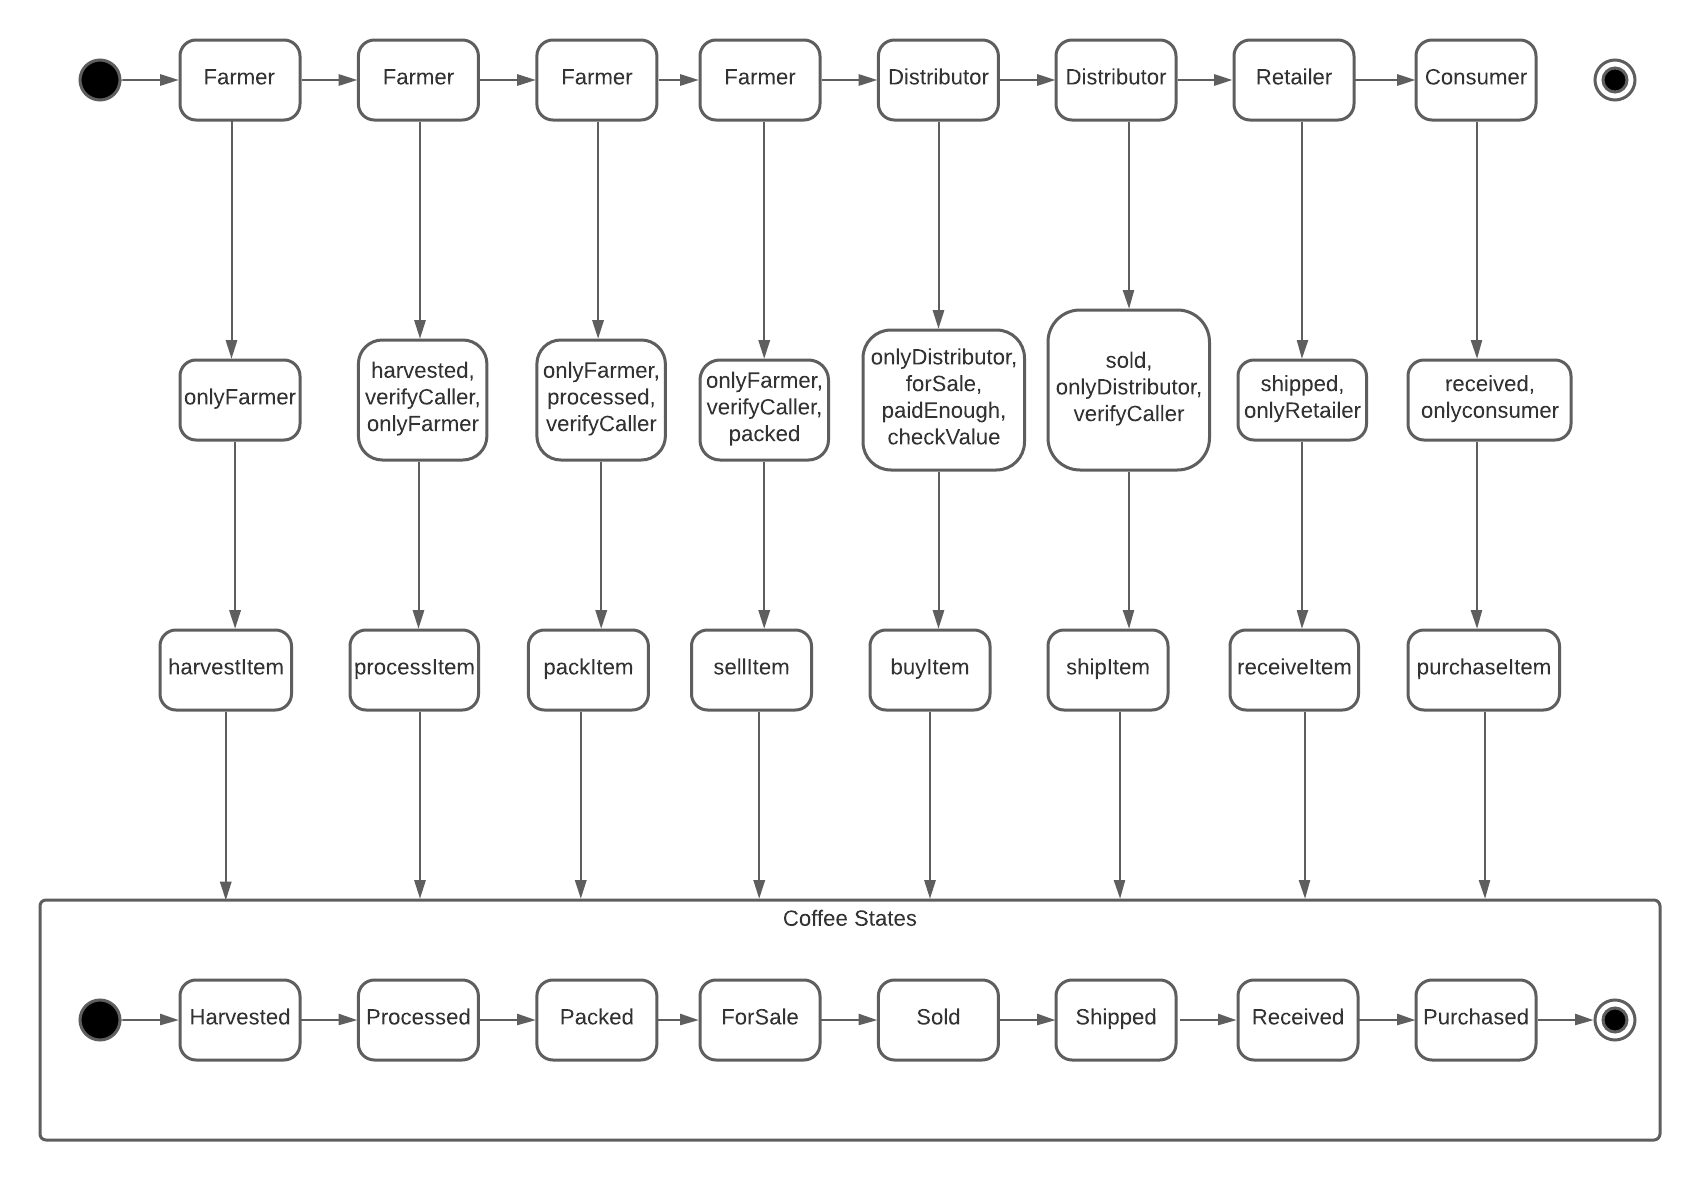 Farmer
Farmer
Farmer
Farmer
Distributor
Distributor
Retailer
Consumer
onlyFarmer
harvested,
verifyCaller,
onlyFarmer
onlyFarmer,
processed,
verifyCaller
onlyFarmer,
verifyCaller,
packed
onlyDistributor,
forSale,
paidEnough,
checkValue
sold,
onlyDistributor,
verifyCaller
shipped,
onlyRetailer
received,
onlyconsumer
harvestItem
processItem
packItem
sellItem
buyItem
shipItem
receiveItem
purchaseItem
Coffee States
Harvested
Processed
Packed
ForSale
Sold
Shipped
Received
Purchased